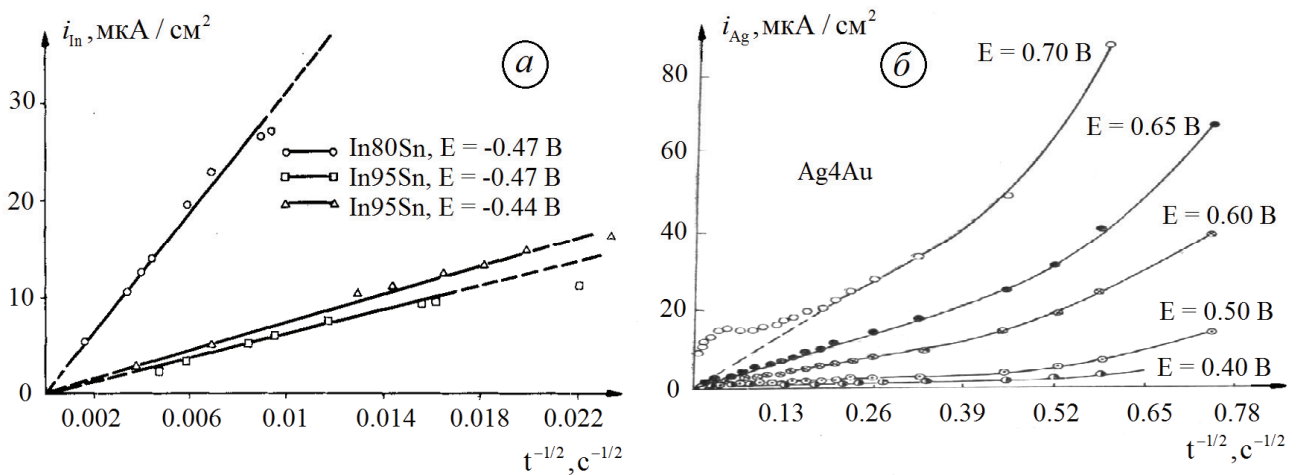 i_In, мкА / см²
а
30
20
10
0
In80Sn, E = -0.47 В
In95Sn, E = -0.47 В
In95Sn, E = -0.44 В
0.002
0.006
0.01
0.014
0.018
0.022
t^-1/2, с^-1/2
i_Ag, мкА / см²
б
80
60
40
20
0
Ag4Au
E = 0.70 В
E = 0.65 В
E = 0.60 В
E = 0.50 В
E = 0.40 В
0.13
0.26
0.39
0.52
0.65
0.78
t^-1/2, с^-1/2